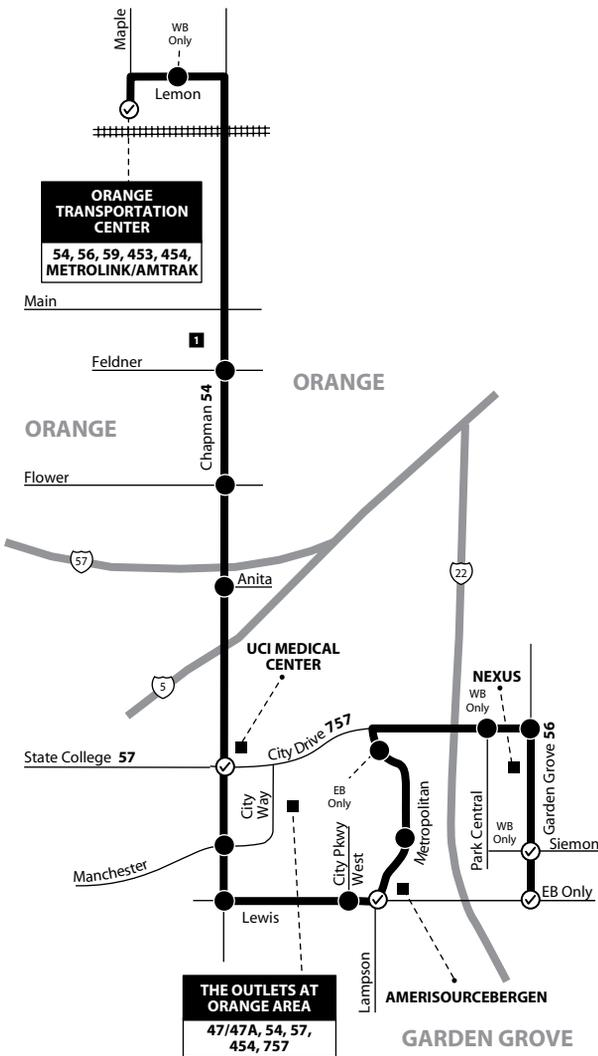 Maple
WB
Only
Lemon
ORANGE
TRANSPORTATION
CENTER
54, 56, 59, 453, 454,
METROLINK/AMTRAK
Main
1
Feldner
ORANGE
Chapman 54
ORANGE
Flower
57
22
Anita
UCI MEDICAL
CENTER
5
NEXUS
WB
Only
City Drive 757
Garden Grove 56
State College 57
EB
Only
City
Way
Metropolitan
Park Central
WB
Only
Siemon
City Pkwy
West
Manchester
EB Only
Lewis
Lampson
THE OUTLETS AT
ORANGE AREA
47/47A, 54, 57,
454, 757
AMERISOURCEBERGEN
GARDEN GROVE